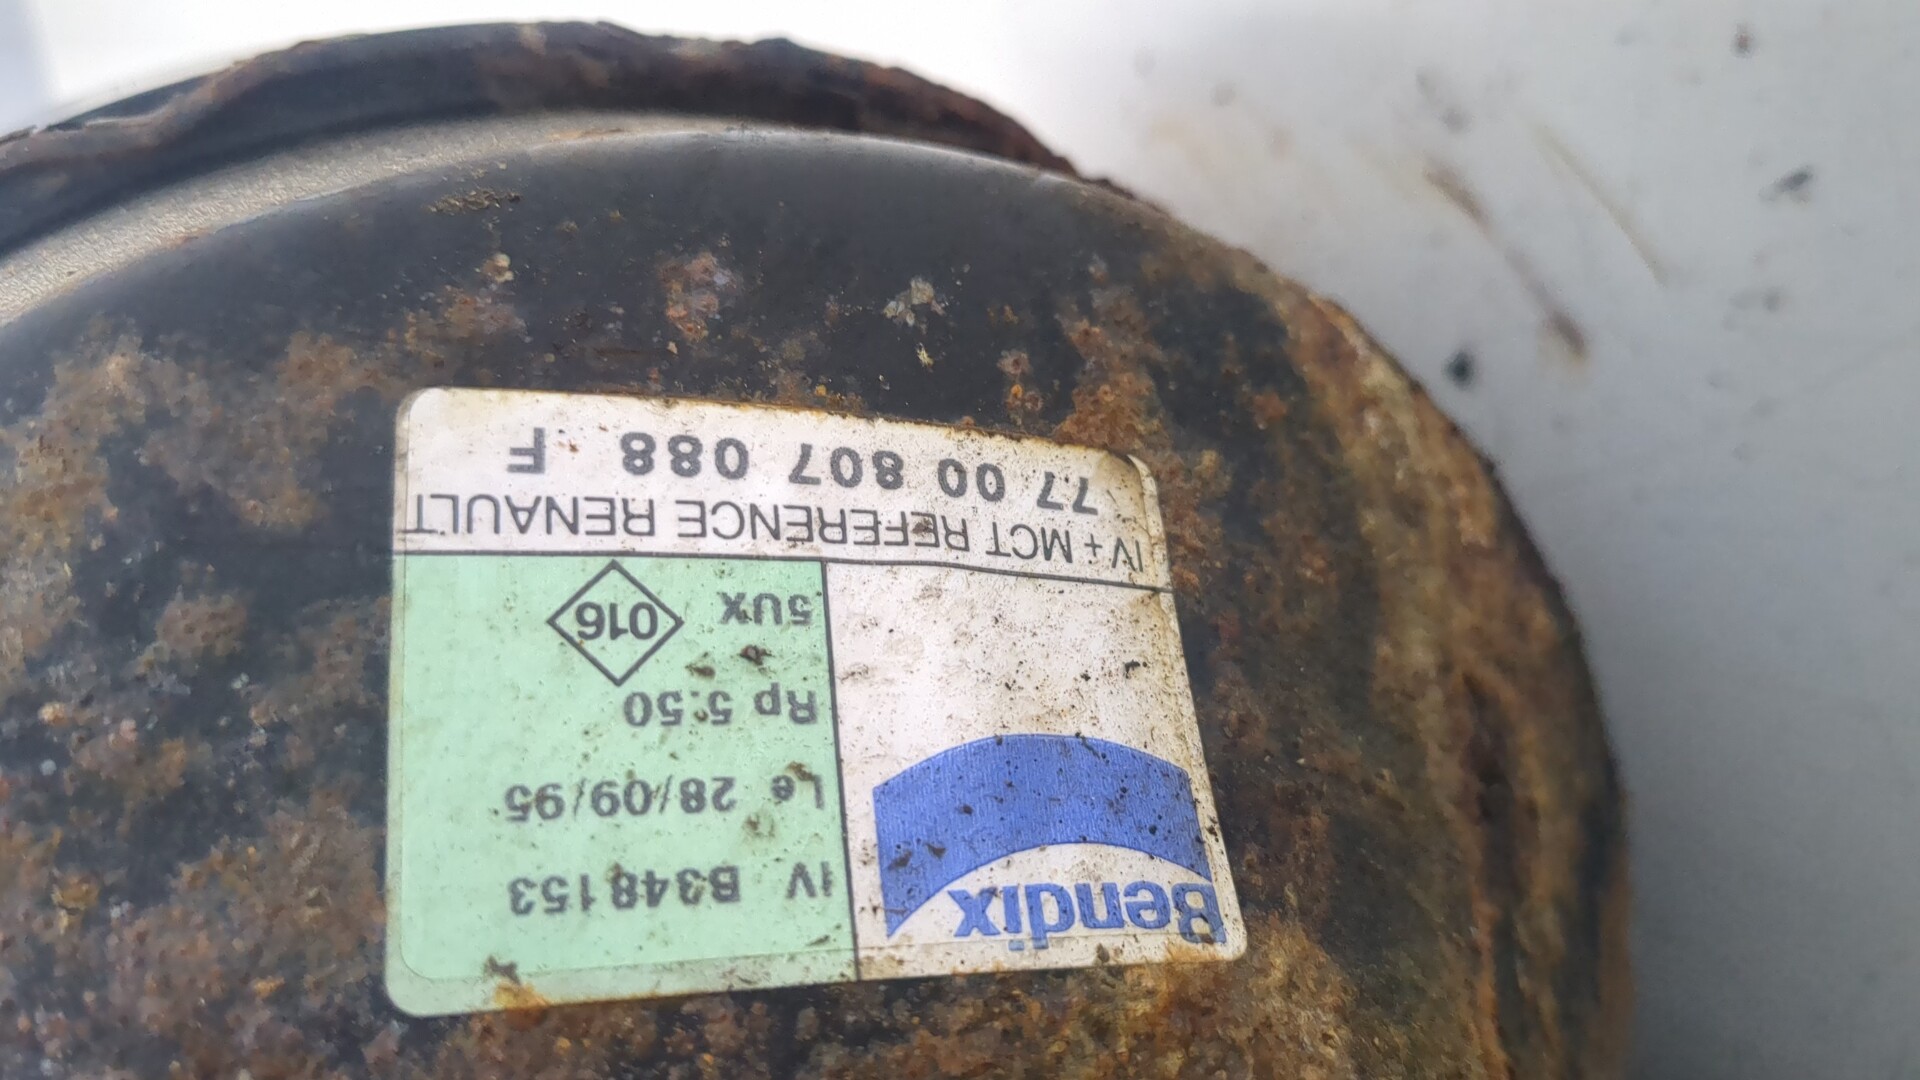 Bendix
IV B348153
Le 28/09/95
Rp 5.50
5UX 016
IV + MCT REFERENCE RENAULT
77 00 807 088 F